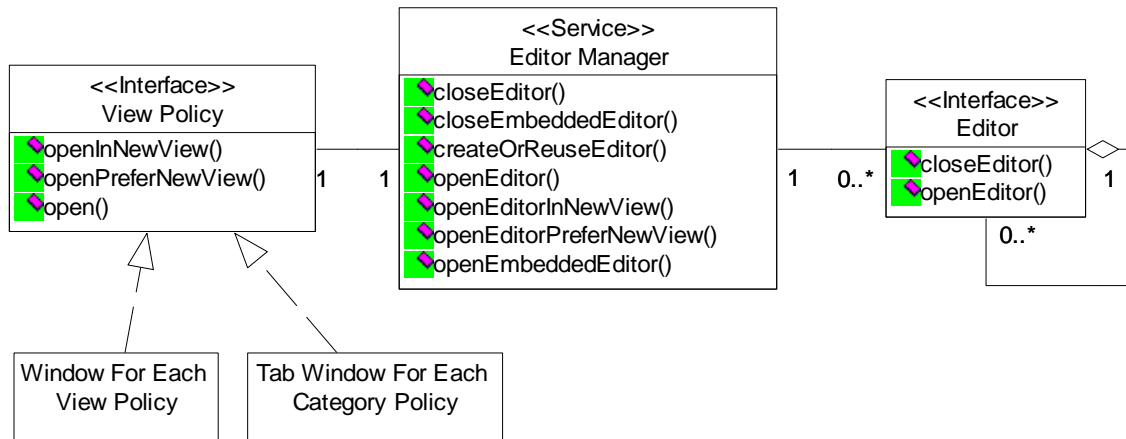 <<Interface>>
View Policy
openInNewView()
openPreferNewView()
open()
1
1
<<Service>>
Editor Manager
closeEditor()
closeEmbeddedEditor()
createOrReuseEditor()
openEditor()
openEditorInNewView()
openEditorPreferNewView()
openEmbeddedEditor()
1
0..*
<<Interface>>
Editor
closeEditor()
openEditor()
1
0..*
Window For Each
View Policy
Tab Window For Each
Category Policy